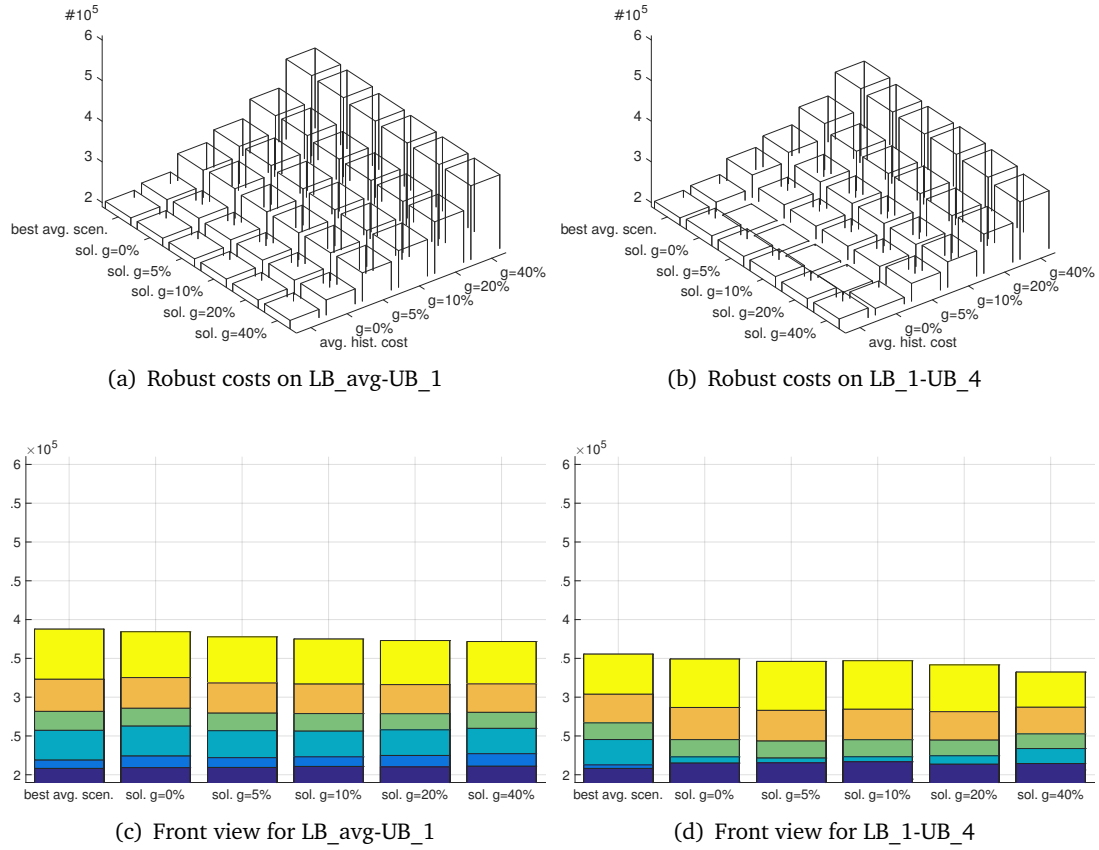 #10^5
6
5
4
3
2
best avg. scen.
sol. g=0%
sol. g=5%
sol. g=10%
sol. g=20%
sol. g=40%
g=40%
g=20%
g=10%
g=5%
g=0%
avg. hist. cost
(a) Robust costs on LB_avg-UB_1
#10^5
6
5
4
3
2
best avg. scen.
sol. g=0%
sol. g=5%
sol. g=10%
sol. g=20%
sol. g=40%
g=40%
g=20%
g=10%
g=5%
g=0%
avg. hist. cost
(b) Robust costs on LB_1-UB_4
×10^5
6
.5
5
.5
4
.5
3
.5
2
best avg. scen. sol. g=0% sol. g=5% sol. g=10% sol. g=20% sol. g=40%
(c) Front view for LB_avg-UB_1
×10^5
6
.5
5
.5
4
.5
3
.5
2
best avg. scen. sol. g=0% sol. g=5% sol. g=10% sol. g=20% sol. g=40%
(d) Front view for LB_1-UB_4